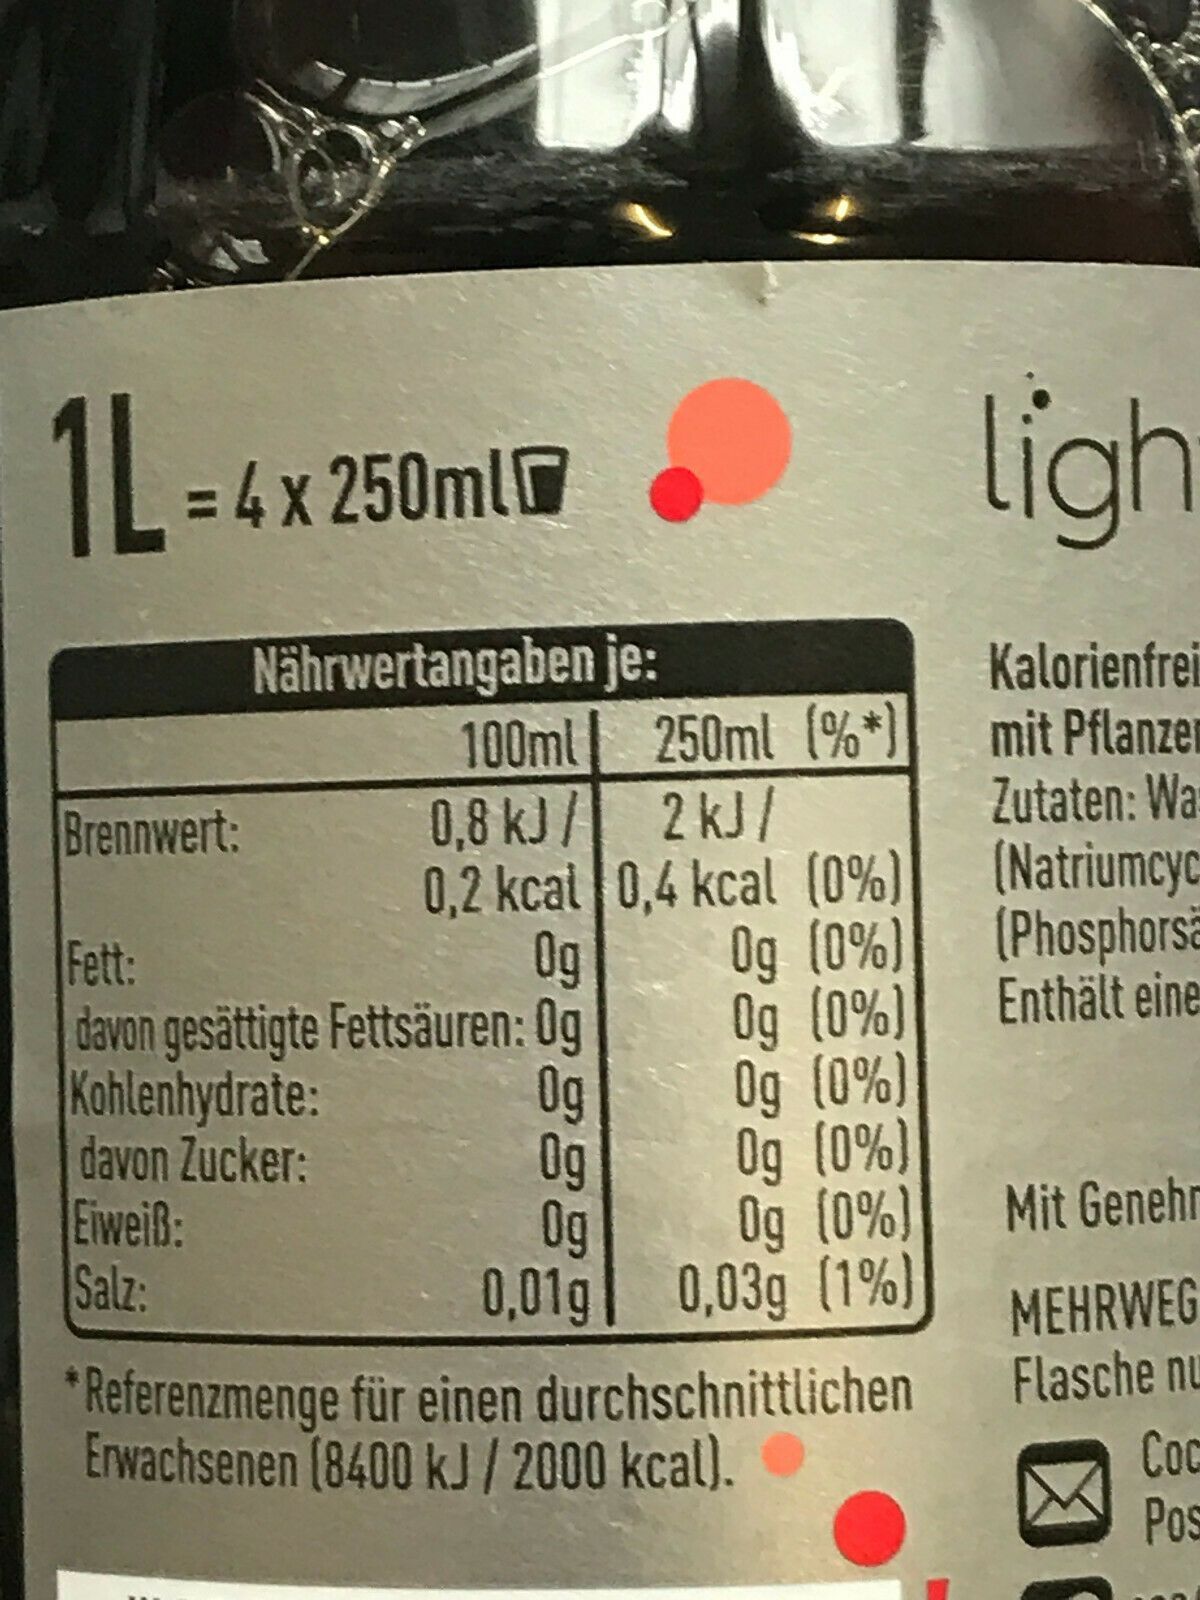 1L = 4 x 250ml
Nährwertangaben je:
100ml 250ml (%*)
Brennwert: 0,8 kJ / 2 kJ /
0,2 kcal 0,4 kcal (0%)
Fett: 0g 0g (0%)
davon gesättigte Fettsäuren: 0g 0g (0%)
Kohlenhydrate: 0g 0g (0%)
davon Zucker: 0g 0g (0%)
Eiweiß: 0g 0g (0%)
Salz: 0,01g 0,03g (1%)
*Referenzmenge für einen durchschnittlichen
Erwachsenen (8400 kJ / 2000 kcal).
ligh
Kalorienfrei
mit Pflanze
Zutaten: Wa
(Natriumcyc
(Phosphorsä
Enthält eine
Mit Geneh
MEHRWEG
Flasche nu
Coc
Pos